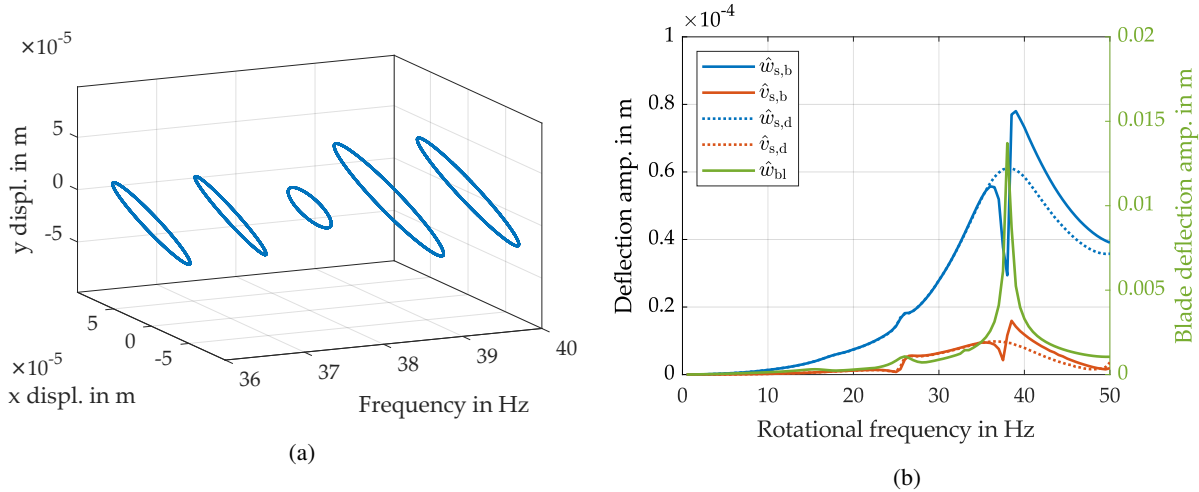 ×10⁻⁵
5
0
-5
y displ. in m
5
0
-5
×10⁻⁵
x displ. in m
36
37
38
39
40
Frequency in Hz
(a)
×10⁻⁴
1
0.8
0.6
0.4
0.2
0
Deflection amp. in m
ŵ_s,b
v̂_s,b
ŵ_s,d
v̂_s,d
ŵ_bl
0.02
0.015
0.01
0.005
0
Blade deflection amp. in m
0 10 20 30 40 50
Rotational frequency in Hz
(b)